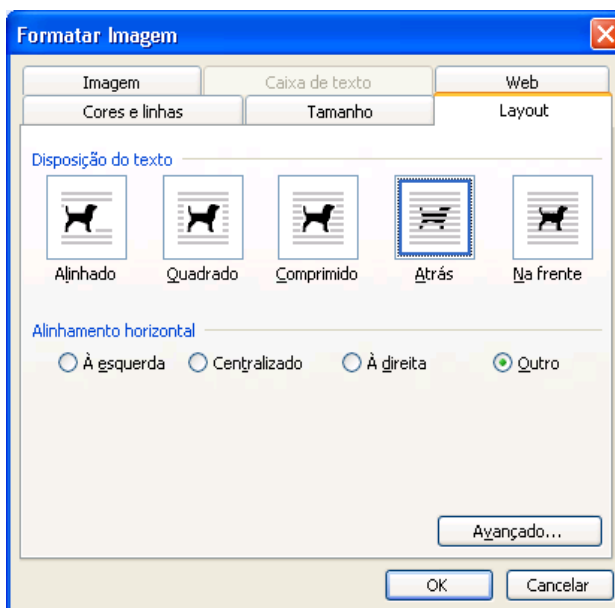 Formatar Imagem
Imagem Caixa de texto Web
Cores e linhas Tamanho Layout
Disposição do texto
Alinhado Quadrado Comprimido Atrás Na frente
Alinhamento horizontal
À esquerda Centralizado À direita Outro
Avançado...
OK Cancelar